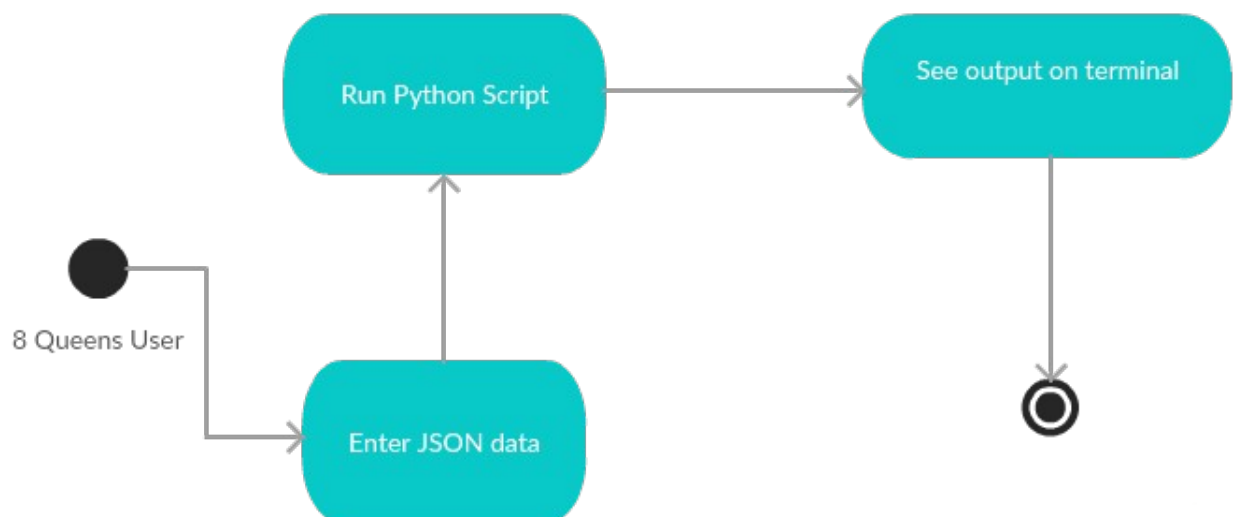 Run Python Script
See output on terminal
8 Queens User
Enter JSON data